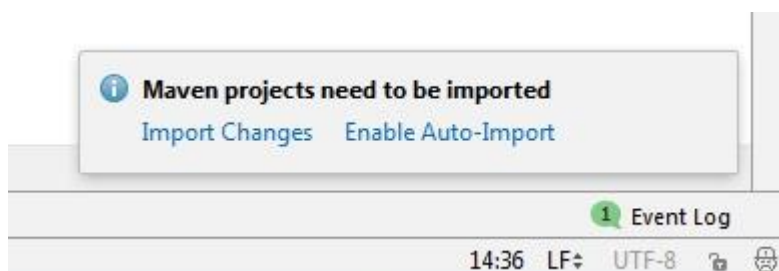 Maven projects need to be imported
Import Changes Enable Auto-Import
1 Event Log
14:36 LF UTF-8